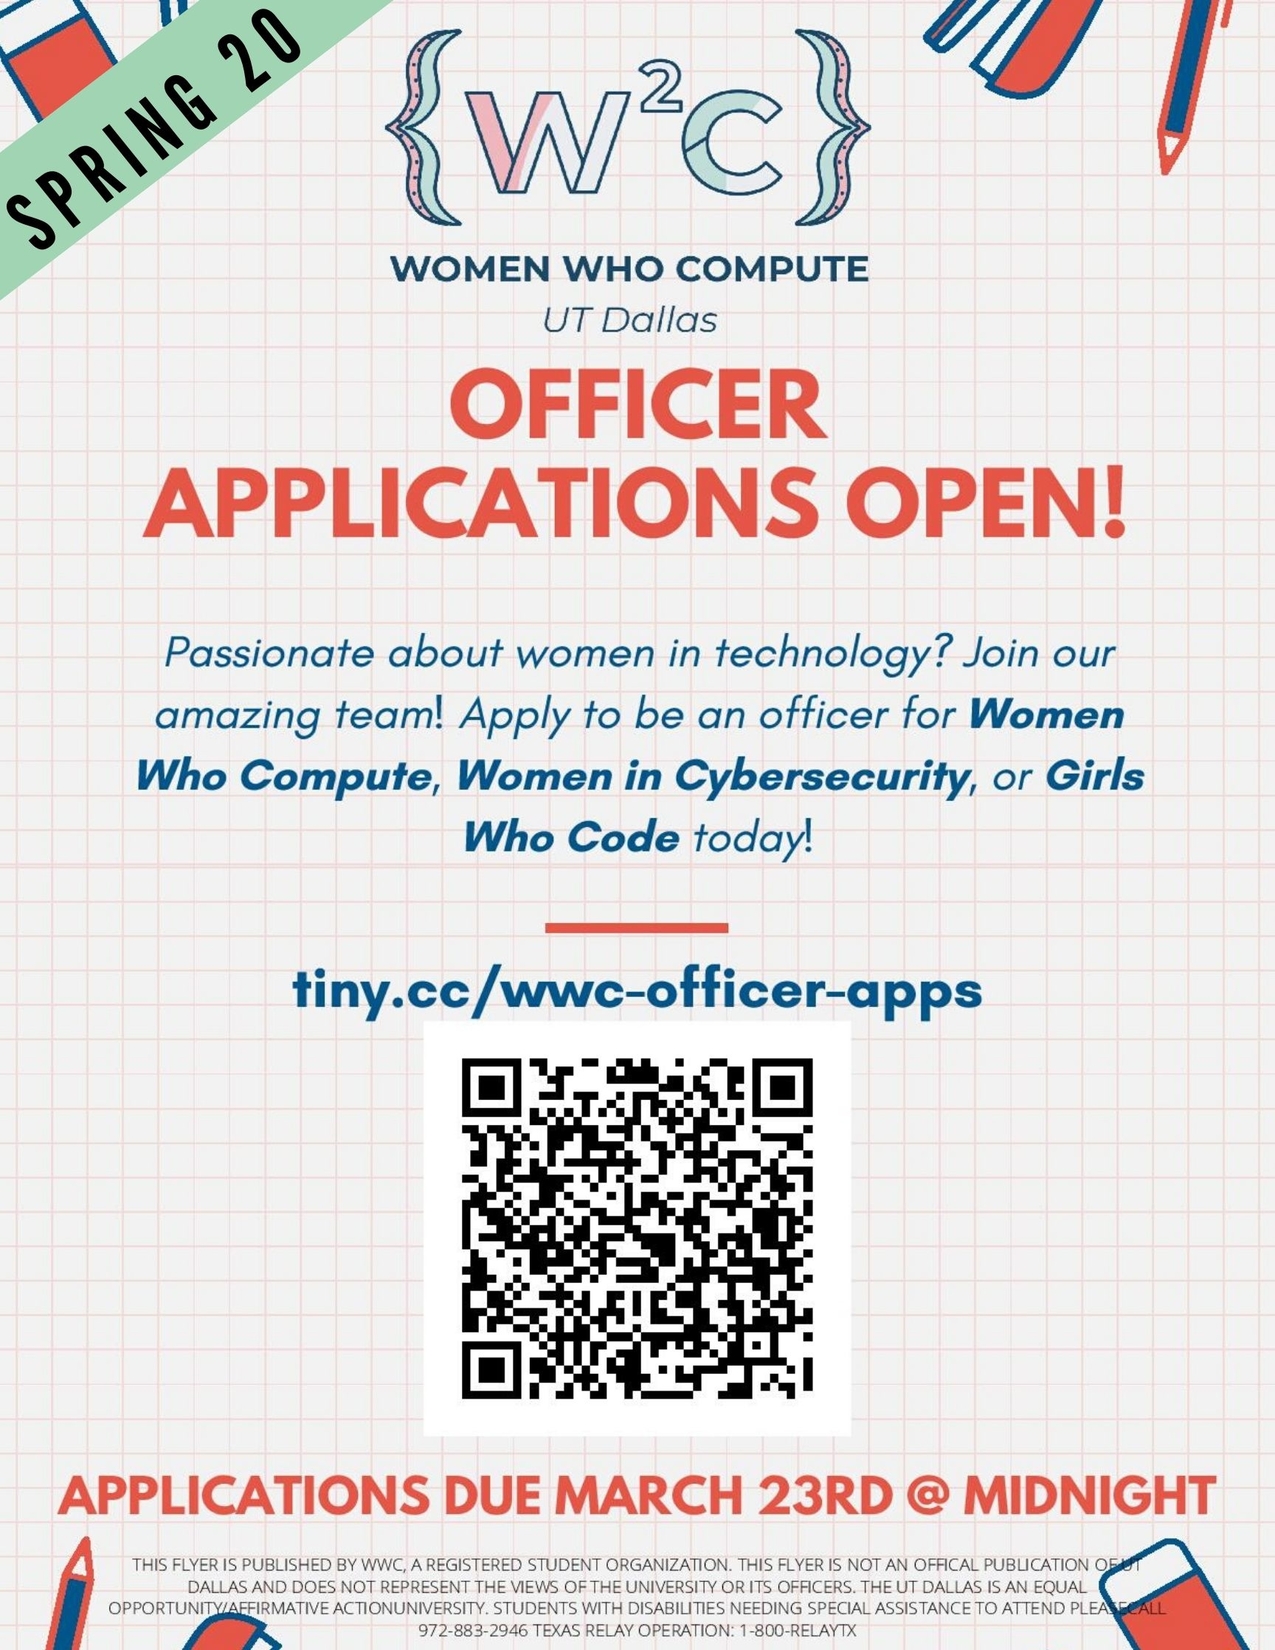 SPRING 20
{W²C}
WOMEN WHO COMPUTE
UT Dallas
OFFICER
APPLICATIONS OPEN!
Passionate about women in technology? Join our
amazing team! Apply to be an officer for Women
Who Compute, Women in Cybersecurity, or Girls
Who Code today!
tiny.cc/wwc-officer-apps
APPLICATIONS DUE MARCH 23RD @ MIDNIGHT
THIS FLYER IS PUBLISHED BY WWC, A REGISTERED STUDENT ORGANIZATION. THIS FLYER IS NOT AN OFFICAL PUBLICATION OF UT
DALLAS AND DOES NOT REPRESENT THE VIEWS OF THE UNIVERSITY OR ITS OFFICERS. THE UT DALLAS IS AN EQUAL
OPPORTUNITY/AFFIRMATIVE ACTIONUNIVERSITY. STUDENTS WITH DISABILITIES NEEDING SPECIAL ASSISTANCE TO ATTEND PLEASECALL
972-883-2946 TEXAS RELAY OPERATION: 1-800-RELAYTX